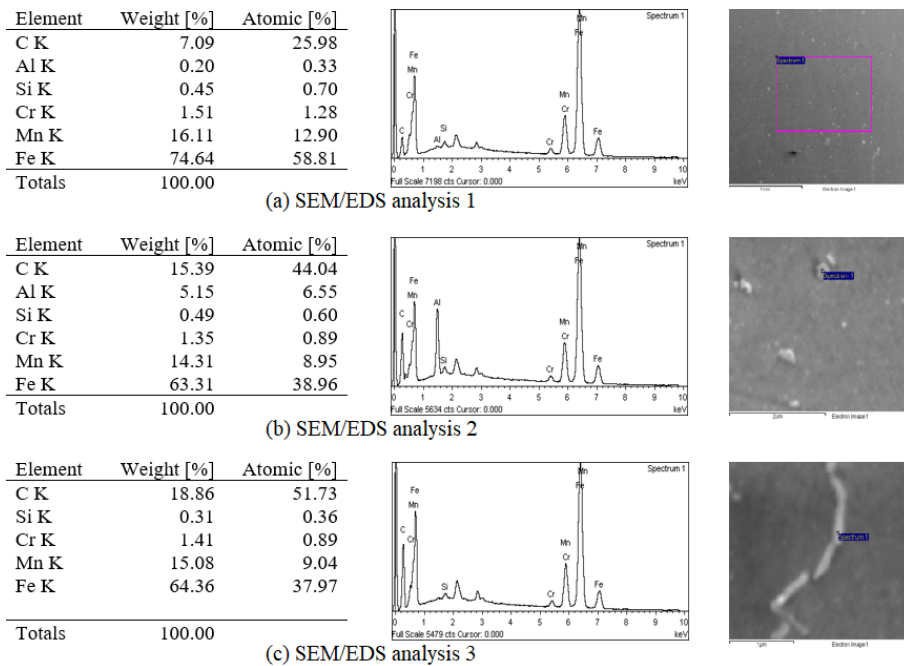 Element Weight [%] Atomic [%]
C K 7.09 25.98
Al K 0.20 0.33
Si K 0.45 0.70
Cr K 1.51 1.28
Mn K 16.11 12.90
Fe K 74.64 58.81
Totals 100.00
Spectrum 1
Mn
Fe
Fe
Mn
Cr
C
Al
Si
Mn
Cr
Cr
Fe
0 1 2 3 4 5 6 7 8 9 10
Full Scale 7198 cts Cursor: 0.000 keV
Spectrum 1
Electron Image 1
(a) SEM/EDS analysis 1
Element Weight [%] Atomic [%]
C K 15.39 44.04
Al K 5.15 6.55
Si K 0.49 0.60
Cr K 1.35 0.89
Mn K 14.31 8.95
Fe K 63.31 38.96
Totals 100.00
Spectrum 1
Mn
Fe
Fe
Mn
Al
C
Cr
Si
Mn
Cr
Cr
Fe
0 1 2 3 4 5 6 7 8 9 10
Full Scale 5634 cts Cursor: 0.000 keV
Spectrum 1
2um Electron Image 1
(b) SEM/EDS analysis 2
Element Weight [%] Atomic [%]
C K 18.86 51.73
Si K 0.31 0.36
Cr K 1.41 0.89
Mn K 15.08 9.04
Fe K 64.36 37.97
Totals 100.00
Spectrum 1
Mn
Fe
Fe
Mn
C
Cr
Si
Mn
Cr
Cr
Fe
0 1 2 3 4 5 6 7 8 9 10
Full Scale 5479 cts Cursor: 0.000 keV
Spectrum 1
1µm Electron Image 1
(c) SEM/EDS analysis 3